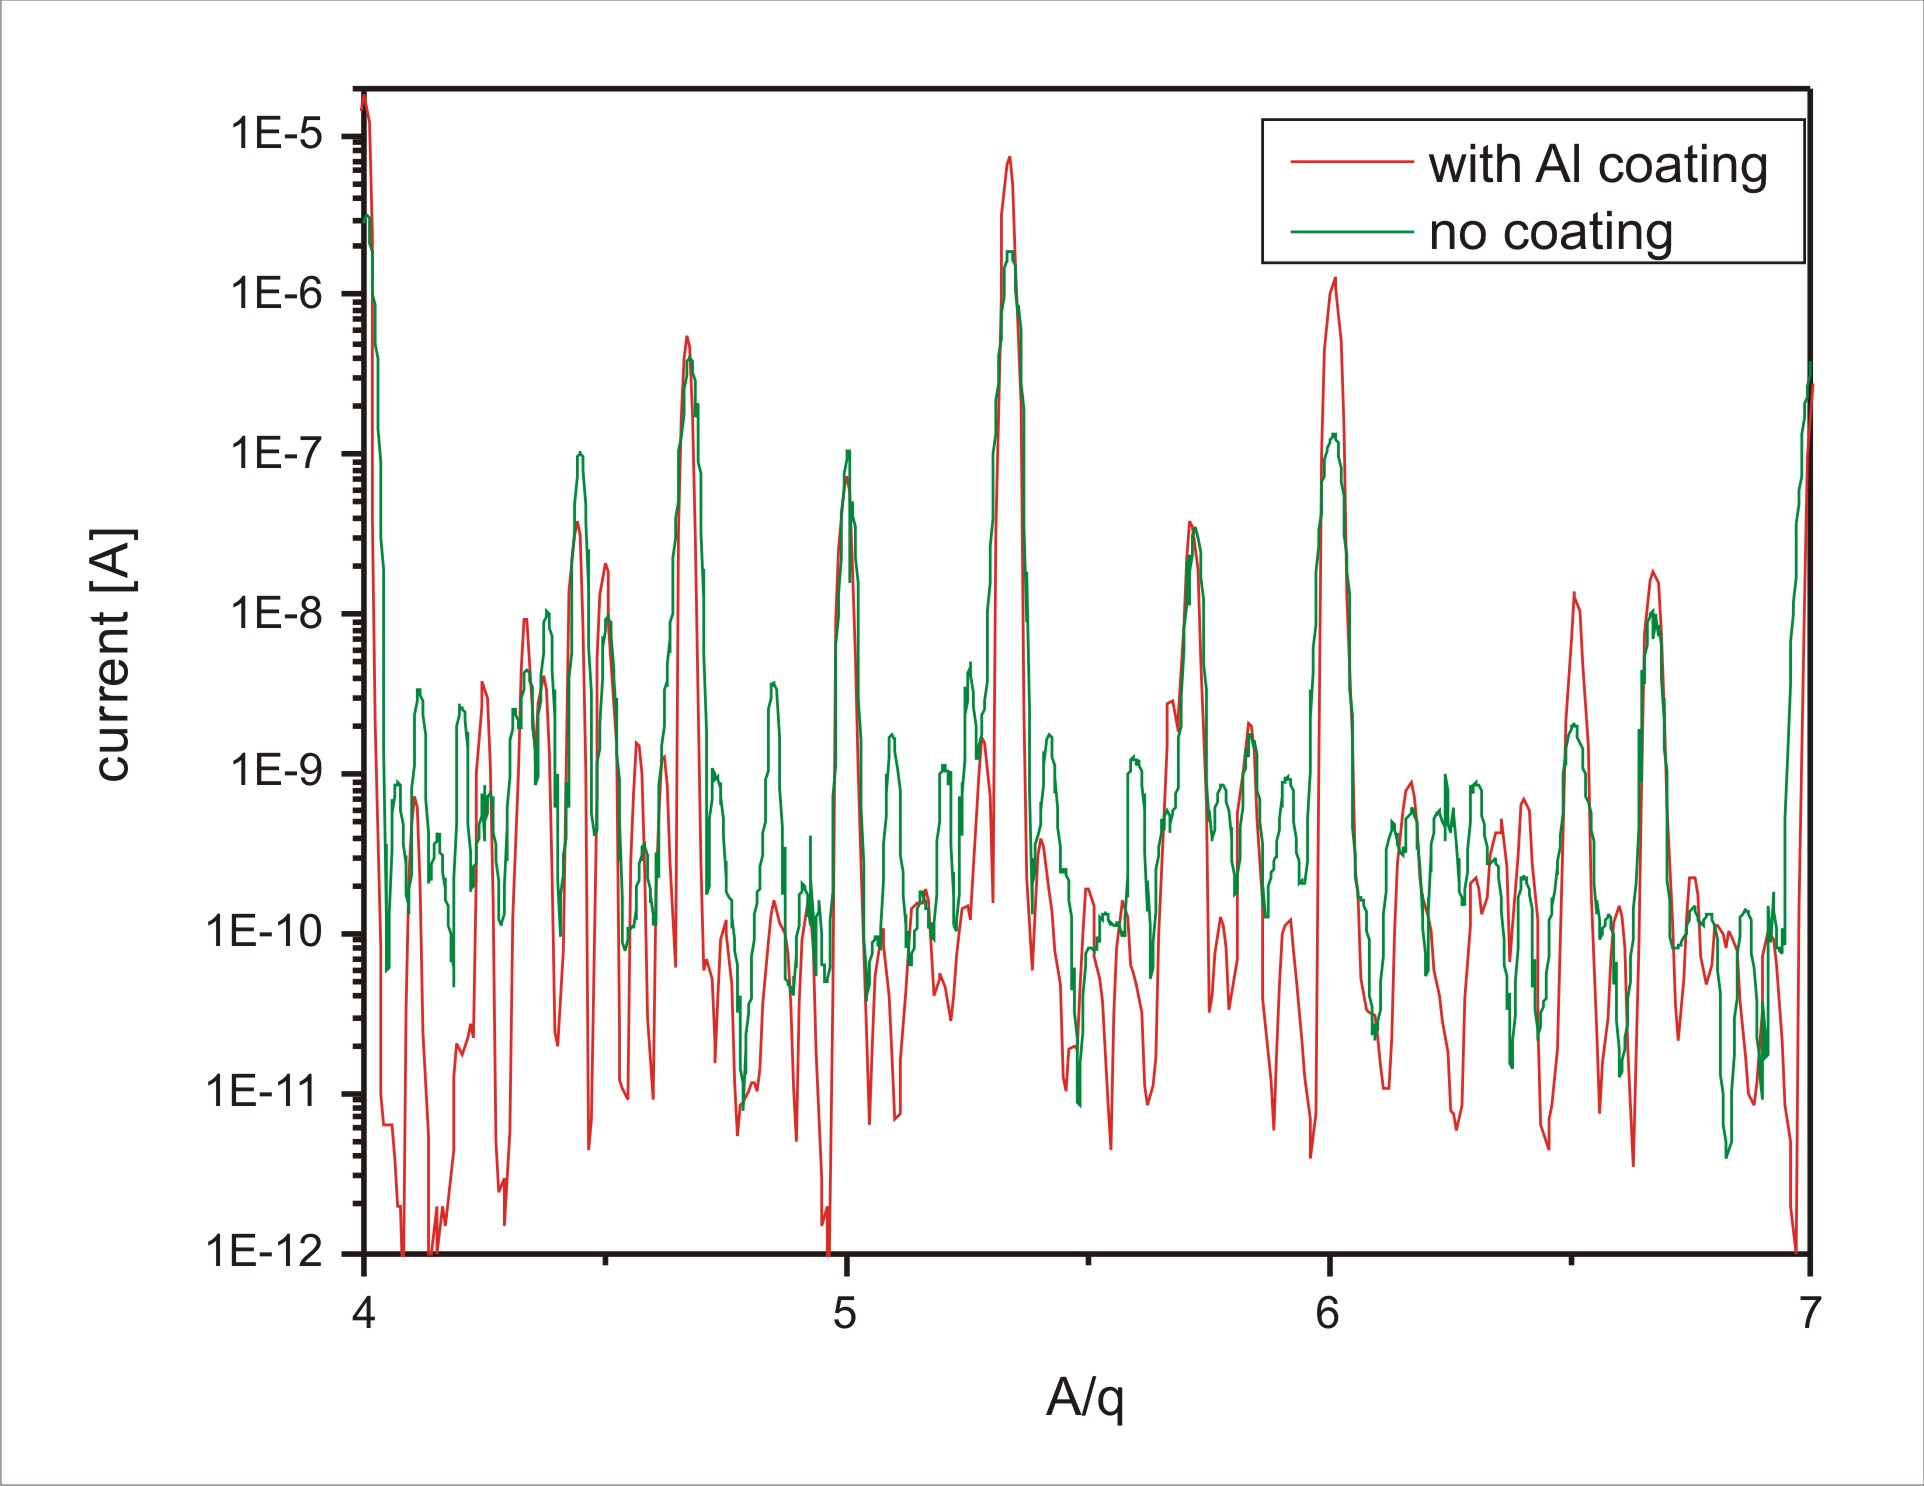 with Al coating
no coating
1E-5
1E-6
1E-7
1E-8
1E-9
1E-10
1E-11
1E-12
current [A]
4 5 6 7
A/q